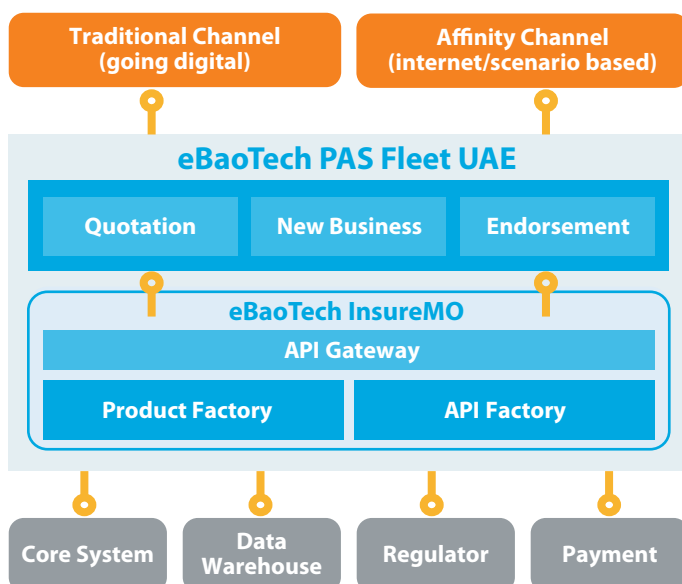 Traditional Channel
(going digital)
Affinity Channel
(internet/scenario based)
eBaoTech PAS Fleet UAE
Quotation
New Business
Endorsement
eBaoTech InsureMO
API Gateway
Product Factory
API Factory
Core System
Data
Warehouse
Regulator
Payment